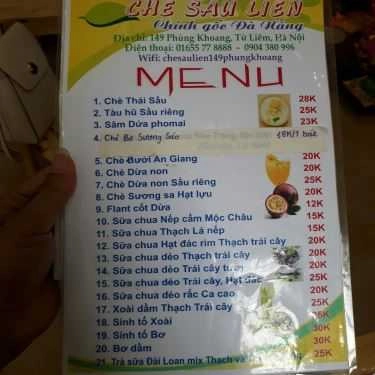 CHÈ SẦU LIÊN
Chính gốc Đà Nẵng
Địa chỉ: 149 Phùng Khoang, Từ Liêm, Hà Nội
Điện thoại: 01655 77 8888 - 0904 380 996
Wifi: chesaulien149phungkhoang
MENU
1. Chè Thái Sầu 28K
2. Tàu hũ Sầu riêng 25K
3. Sâm Dứa phomai 23K
4. Chè Bơ Sương Sáo 18K/1 bát
5. Chè Bưởi An Giang 20K
6. Chè Dừa non 20K
7. Chè Dừa non Sầu riêng 25K
8. Chè Sương sa Hạt lựu 20K
9. Flant cốt Dừa 12K
10. Sữa chua Nếp cẩm Mộc Châu 15K
11. Sữa chua Thạch Lá nếp 15K
12. Sữa chua Hạt đác rim Thạch trái cây 20K
13. Sữa chua dẻo Thạch trái cây 20K
14. Sữa chua dẻo Trái cây tươi 20K
15. Sữa chua dẻo Trái cây, Hạt đác 25K
16. Sữa chua dẻo rắc Ca cao 20K
17. Xoài dầm Thạch Trái cây 25K
18. Sinh tố Xoài 25K
19. Sinh tố Bơ 30K
20. Bơ dầm 30K
21. Trà sữa Đài Loan mix Thạch và 25K